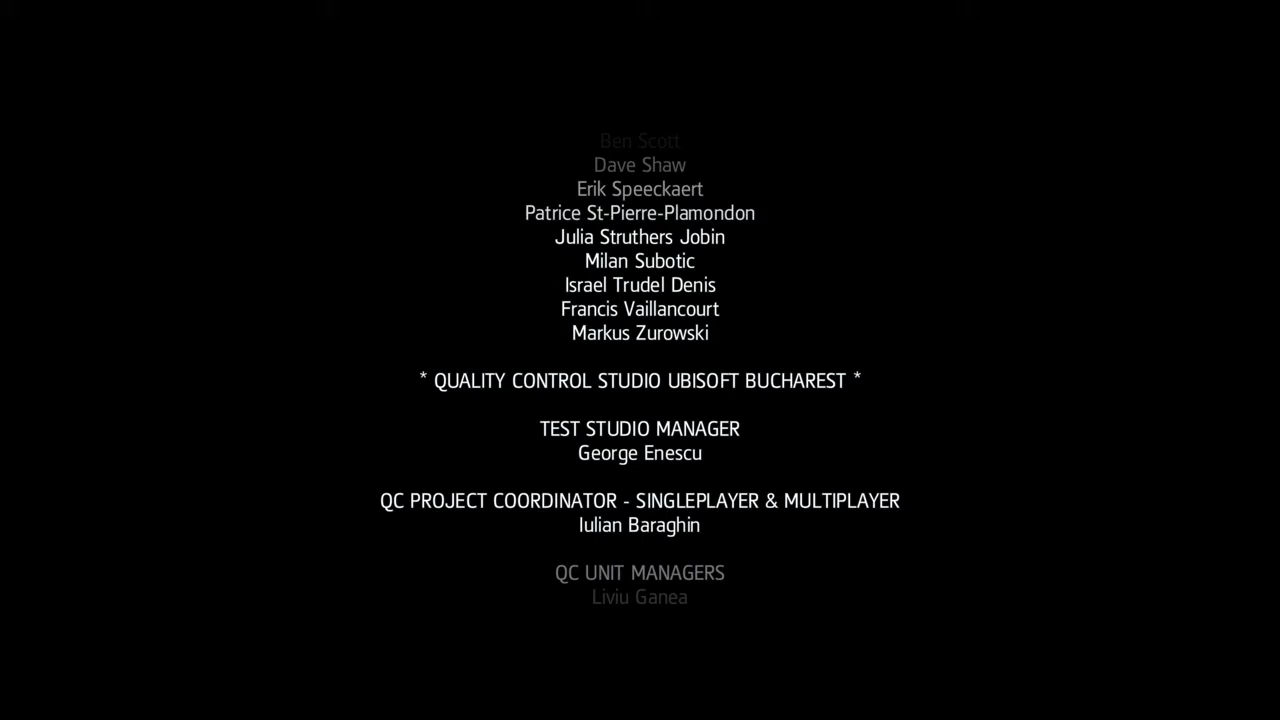 Ben Scott
Dave Shaw
Erik Speeckaert
Patrice St-Pierre-Plamondon
Julia Struthers Jobin
Milan Subotic
Israel Trudel Denis
Francis Vaillancourt
Markus Zurowski
* QUALITY CONTROL STUDIO UBISOFT BUCHAREST *
TEST STUDIO MANAGER
George Enescu
QC PROJECT COORDINATOR - SINGLEPLAYER & MULTIPLAYER
Iulian Baraghin
QC UNIT MANAGERS
Liviu Ganea